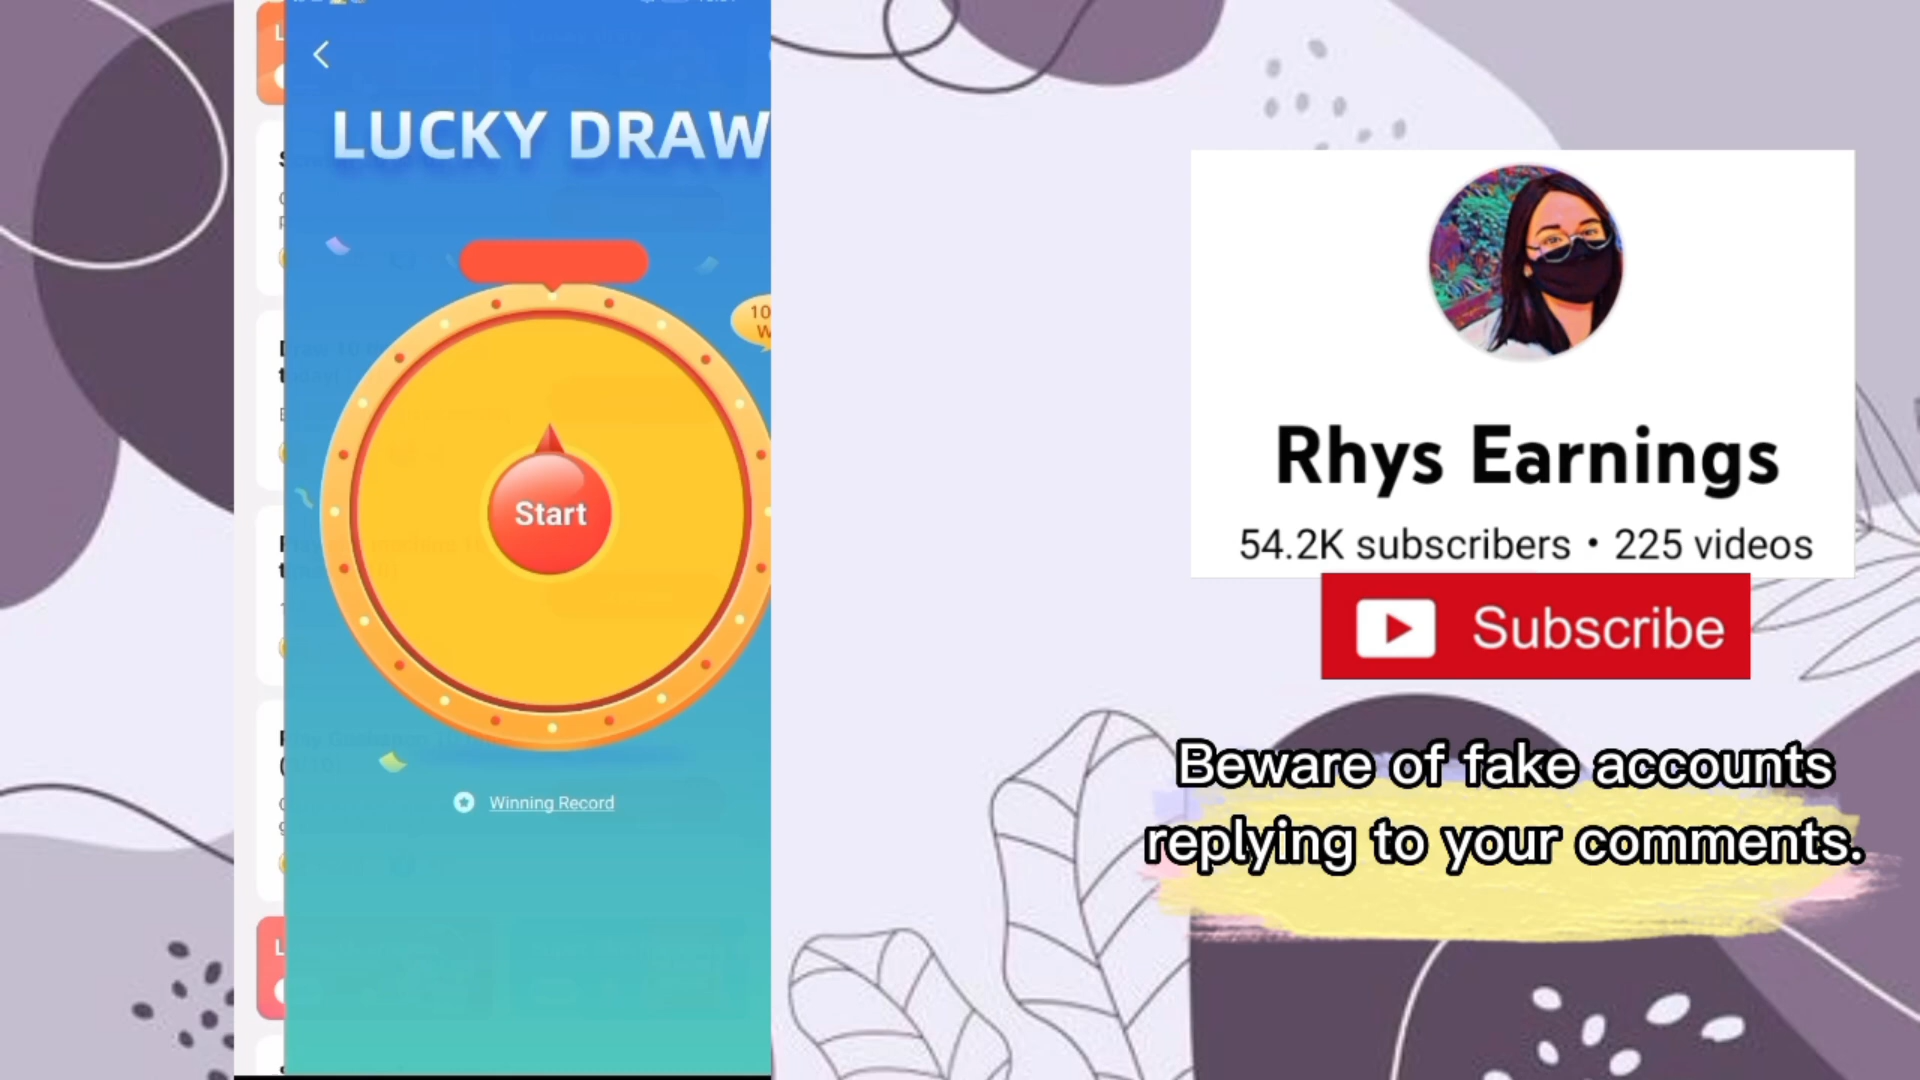 LUCKY DRAW
10
W
Start
Winning Record
Rhys Earnings
54.2K subscribers • 225 videos
Subscribe
Beware of fake accounts
replying to your comments.